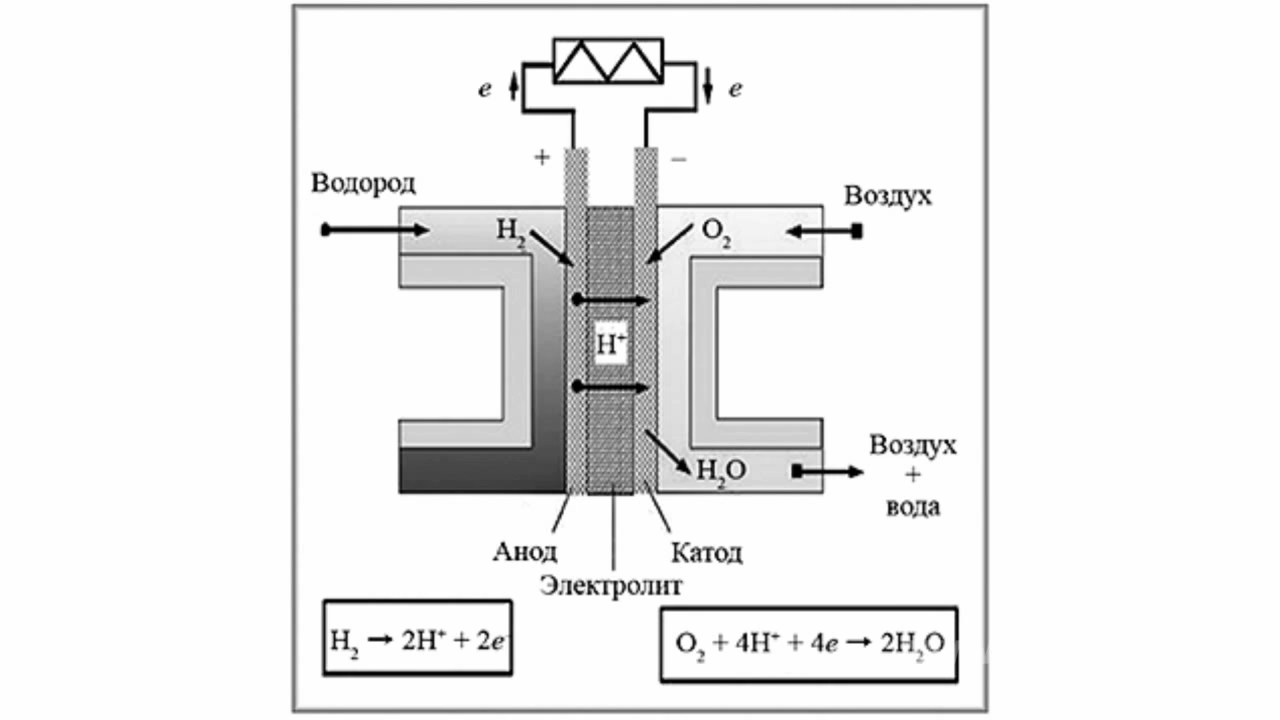 e e
+ −
Водород
Воздух
H₂ O₂
H⁺
H₂O
Воздух
+
вода
Анод Катод
Электролит
H₂ → 2H⁺ + 2e
O₂ + 4H⁺ + 4e → 2H₂O